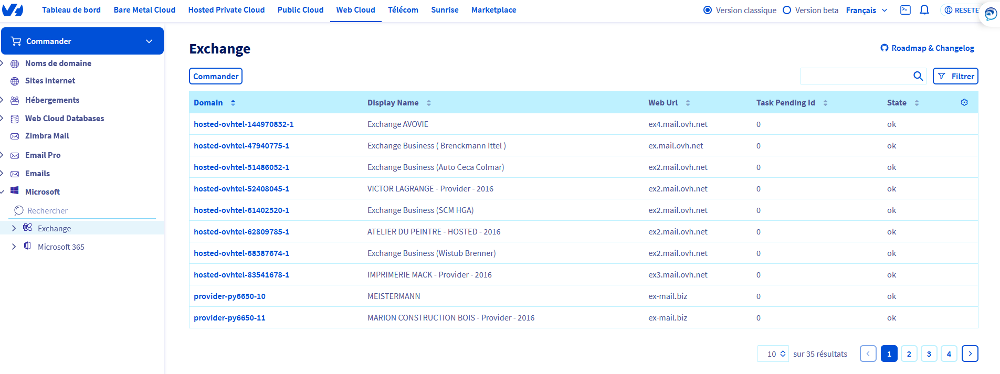 Tableau de bord Bare Metal Cloud Hosted Private Cloud Public Cloud Web Cloud Télécom Sunrise Marketplace Version classique Version beta Français
Commander
Noms de domaine
Sites internet
Hébergements
Web Cloud Databases
Zimbra Mail
Email Pro
Emails
Microsoft
Rechercher
Exchange
Microsoft 365
Exchange
Roadmap & Changelog
Commander
Filtrer
Domain Display Name Web Url Task Pending Id State
hosted-ovhtel-144970832-1 Exchange AVOVIE ex4.mail.ovh.net 0 ok
hosted-ovhtel-47940775-1 Exchange Business ( Brenckmann Ittel ) ex.mail.ovh.net 0 ok
hosted-ovhtel-51486052-1 Exchange Business (Auto Ceca Colmar) ex2.mail.ovh.net 0 ok
hosted-ovhtel-52408045-1 VICTOR LAGRANGE - Provider - 2016 ex2.mail.ovh.net 0 ok
hosted-ovhtel-61402520-1 Exchange Business (SCM HGA) ex2.mail.ovh.net 0 ok
hosted-ovhtel-62809785-1 ATELIER DU PEINTRE - HOSTED - 2016 ex2.mail.ovh.net 0 ok
hosted-ovhtel-68387674-1 Exchange Business (Wistub Brenner) ex2.mail.ovh.net 0 ok
hosted-ovhtel-83541678-1 IMPRIMERIE MACK - Provider - 2016 ex3.mail.ovh.net 0 ok
provider-py6650-10 MEISTERMANN ex-mail.biz 0 ok
provider-py6650-11 MARION CONSTRUCTION BOIS - Provider - 2016 ex-mail.biz 0 ok
10 sur 35 résultats 1 2 3 4